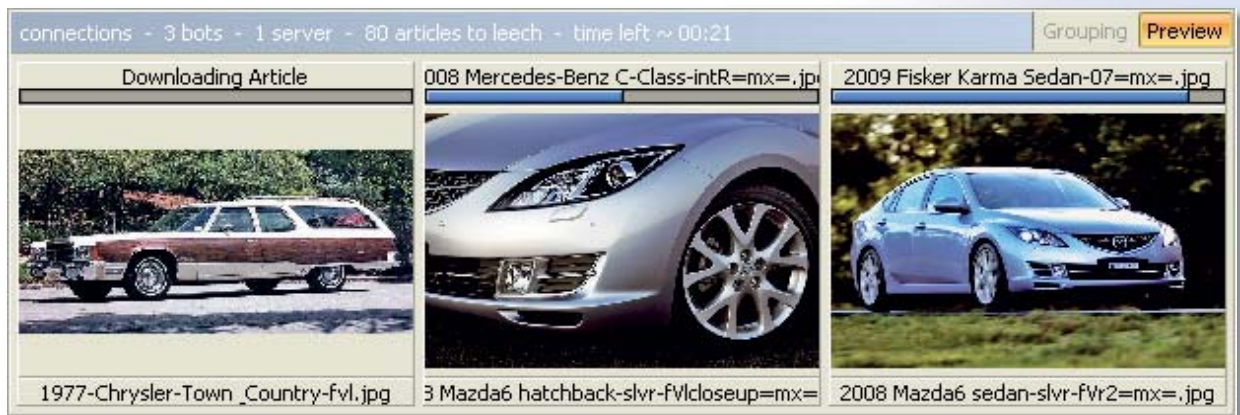 connections - 3 bots - 1 server - 80 articles to leech - time left ~ 00:21
Grouping Preview
Downloading Article
008 Mercedes-Benz C-Class-intR=mx=.jp
2009 Fisker Karma Sedan-07=mx=.jpg
1977-Chrysler-Town _Country-fvl.jpg
3 Mazda6 hatchback-slvr-fVlcloseup=mx=
2008 Mazda6 sedan-slvr-fVr2=mx=.jpg